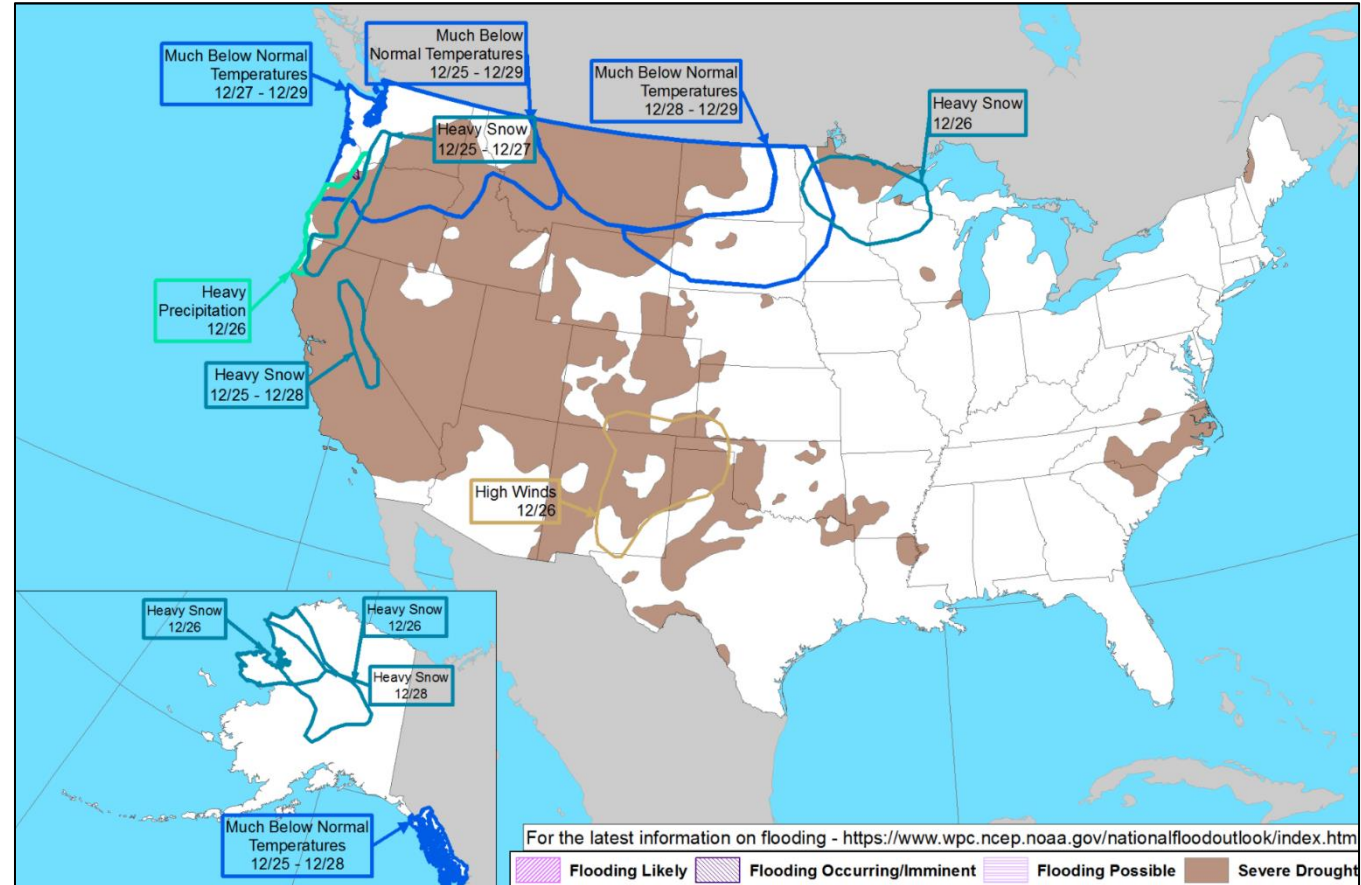 Much Below Normal
Temperatures
12/27 - 12/29
Much Below
Normal Temperatures
12/25 - 12/29
Much Below Normal
Temperatures
12/28 - 12/29
Heavy Snow
12/26
Heavy Snow
12/25 - 12/27
Heavy
Precipitation
12/26
Heavy Snow
12/25 - 12/28
High Winds
12/26
Heavy Snow
12/26
Heavy Snow
12/26
Heavy Snow
12/28
Much Below Normal
Temperatures
12/25 - 12/28
For the latest information on flooding - https://www.wpc.ncep.noaa.gov/nationalfloodoutlook/index.htm
Flooding Likely Flooding Occurring/Imminent Flooding Possible Severe Drought